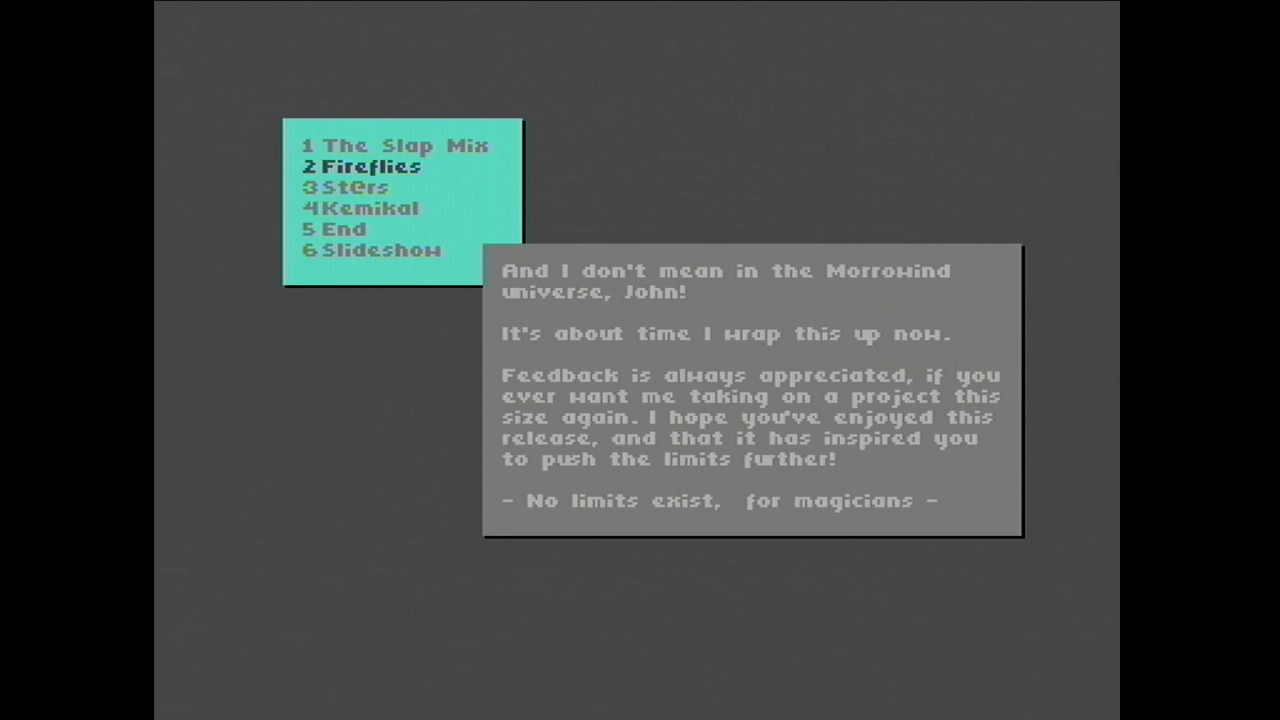 1 The Slap Mix
2 Fireflies
3 St@rs
4 Kemikal
5 End
6 Slideshow
And I don't mean in the Morrowind
universe, John!
It's about time I wrap this up now.
Feedback is always appreciated, if you
ever want me taking on a project this
size again. I hope you've enjoyed this
release, and that it has inspired you
to push the limits further!
- No limits exist,  for magicians -